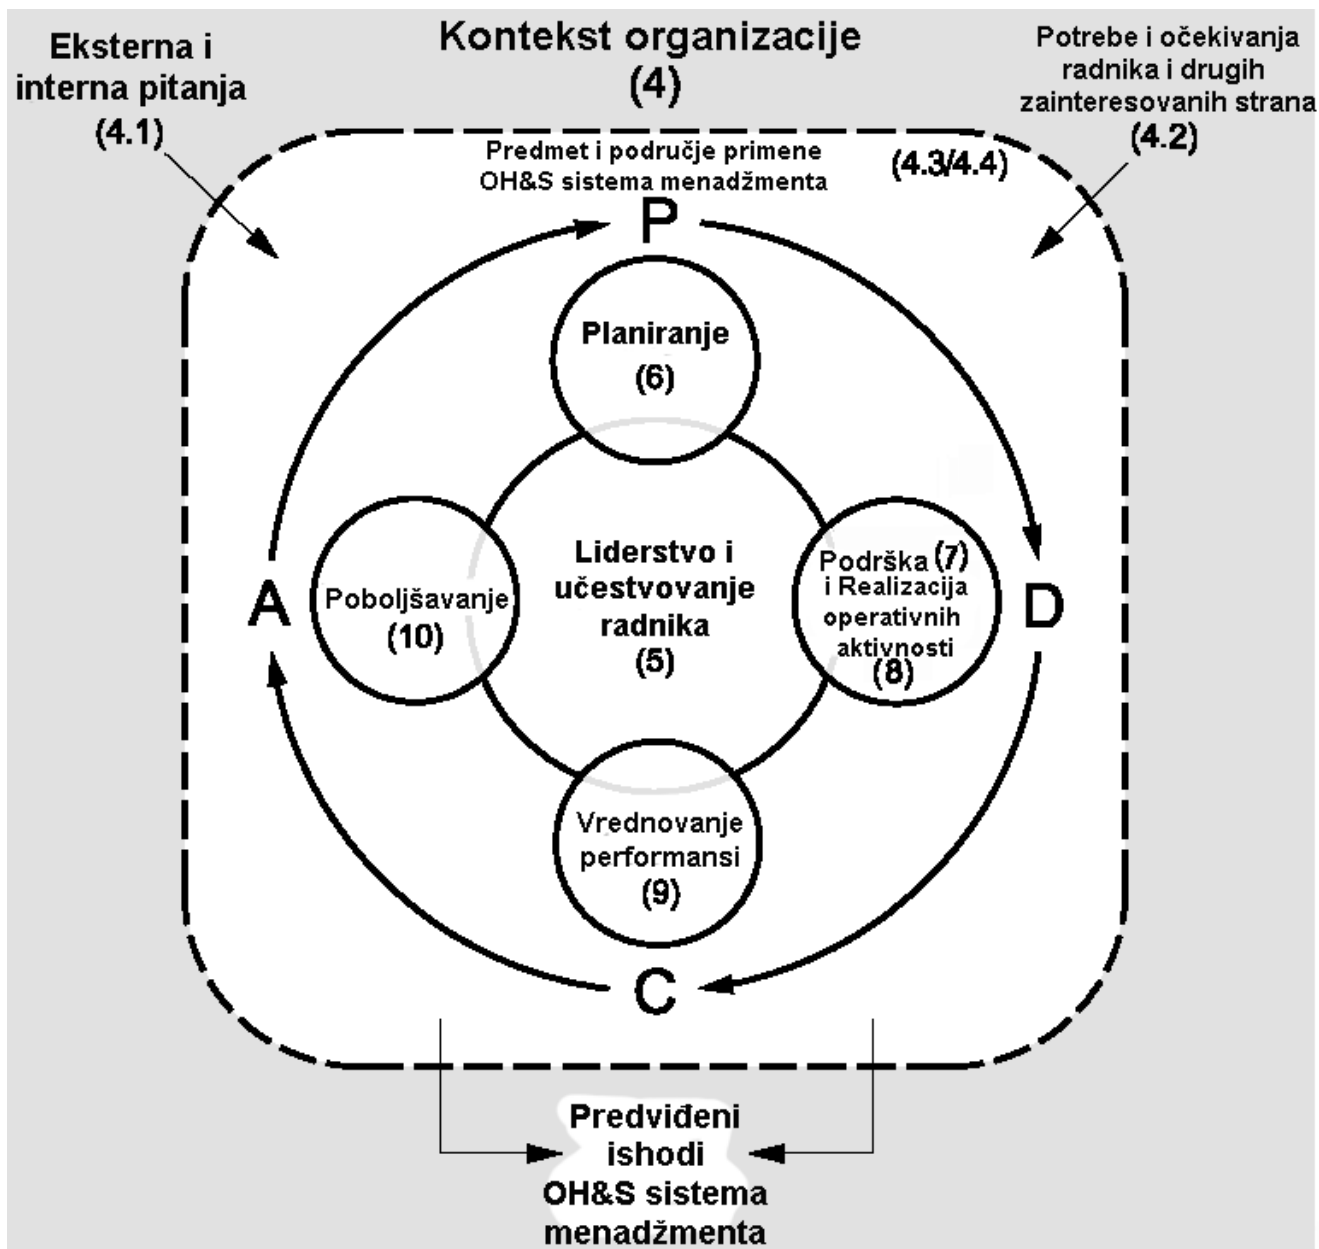 Kontekst organizacije
(4)
Eksterna i
interna pitanja
(4.1)
Potrebe i očekivanja
radnika i drugih
zainteresovanih strana
(4.2)
Predmet i područje primene
OH&S sistema menadžmenta
(4.3/4.4)
P
Planiranje
(6)
Liderstvo i
učestvovanje
radnika
(5)
Podrška (7)
i Realizacija
operativnih
aktivnosti
(8)
D
A
Poboljšavanje
(10)
Vrednovanje
performansi
(9)
C
Predviđeni
ishodi
OH&S sistema
menadžmenta